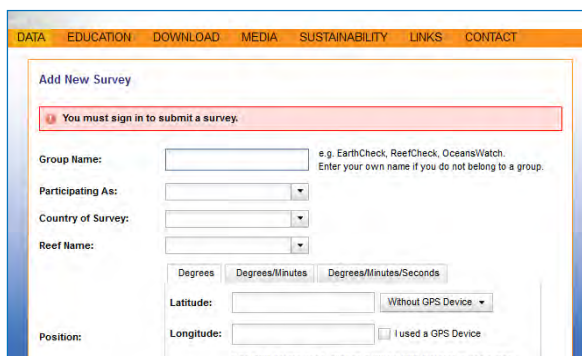 DATA EDUCATION DOWNLOAD MEDIA SUSTAINABILITY LINKS CONTACT
Add New Survey
You must sign in to submit a survey.
Group Name:
e.g. EarthCheck, ReefCheck, OceansWatch.
Enter your own name if you do not belong to a group.
Participating As:
Country of Survey:
Reef Name:
Degrees Degrees/Minutes Degrees/Minutes/Seconds
Latitude: Without GPS Device
Position: Longitude: I used a GPS Device